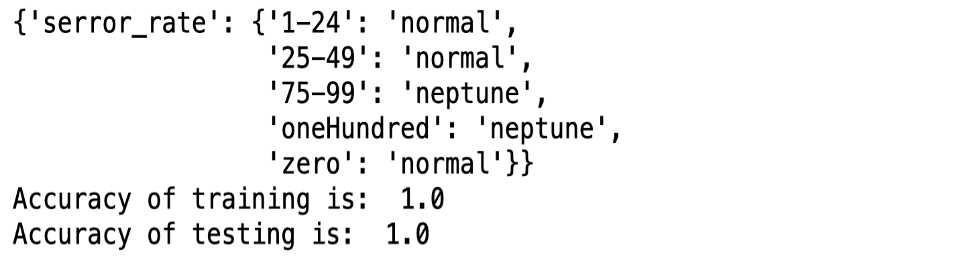 {'serror_rate': {'1-24': 'normal',
                 '25-49': 'normal',
                 '75-99': 'neptune',
                 'oneHundred': 'neptune',
                 'zero': 'normal'}}
Accuracy of training is:  1.0
Accuracy of testing is:  1.0